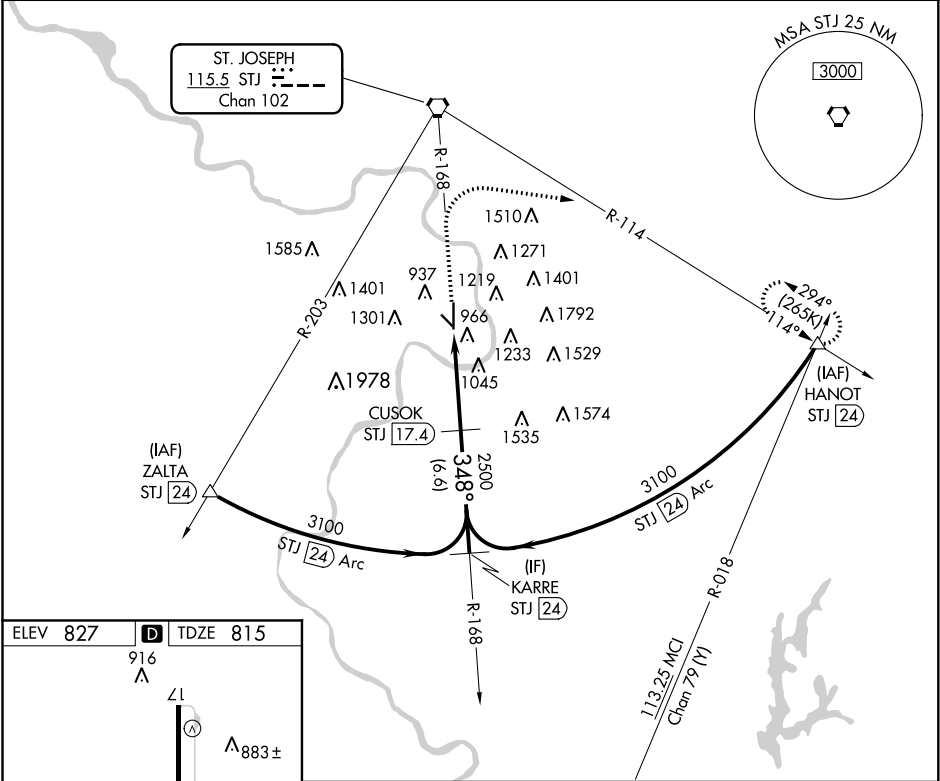 ST. JOSEPH
115.5 STJ
Chan 102
MSA STJ 25 NM
3000
R-168
R-114
R-203
1510
1585
1271
937
1219
1401
1401
1301
966
1792
1233
1529
1978
1045
294°
(265K)
114°
(IAF)
HANOT
STJ 24
CUSOK
STJ 17.4
1535
1574
(IAF)
ZALTA
STJ 24
2500
348°
(6.6)
3100
STJ 24 Arc
3100
STJ 24 Arc
(IF)
KARRE
STJ 24
R-168
R-018
113.25 MCI
Chan 79 (Y)
ELEV 827 D TDZE 815
916
17
883±